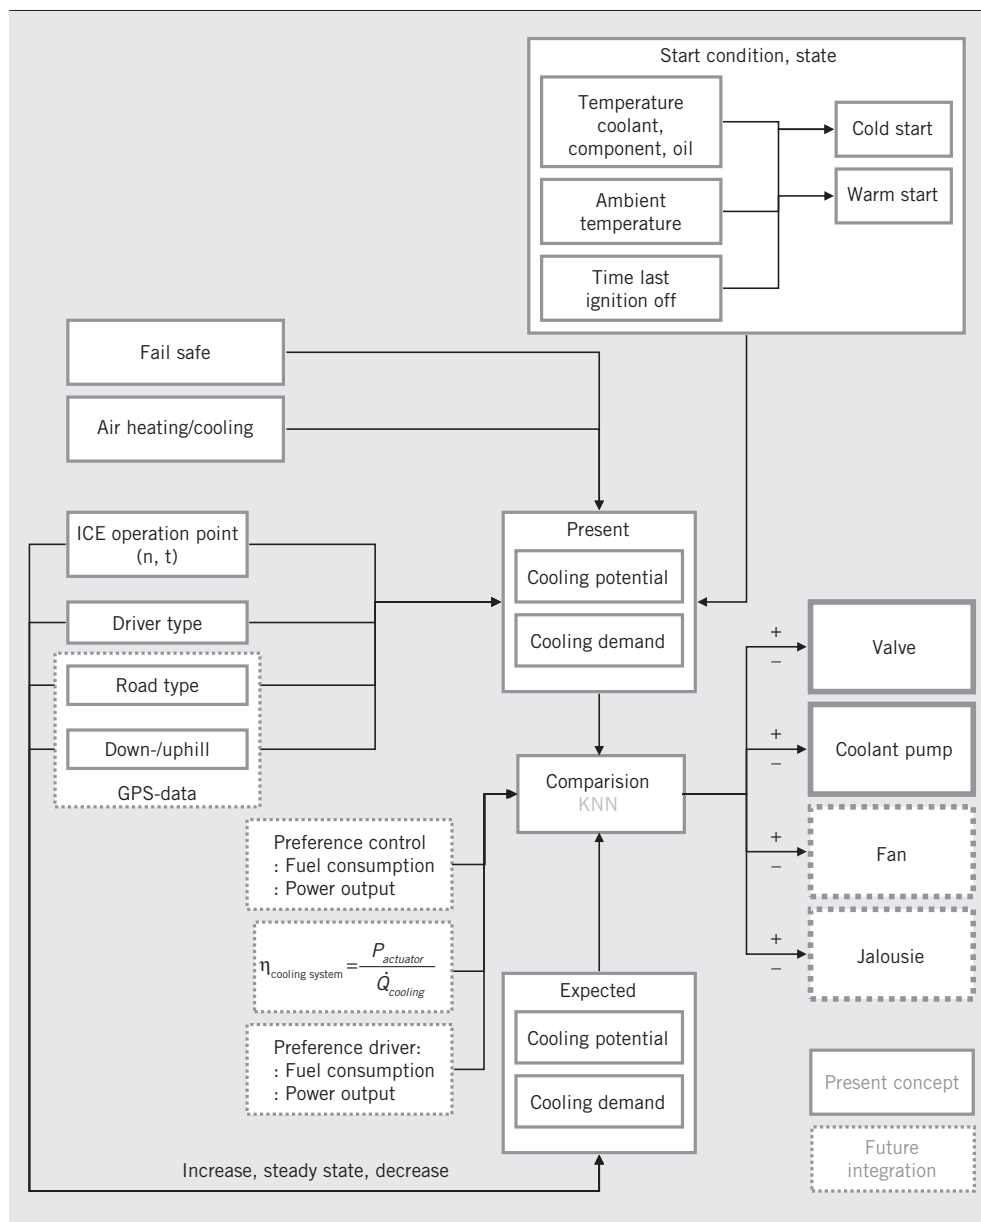 Start condition, state
Temperature
coolant,
component, oil
Cold start
Warm start
Ambient
temperature
Time last
ignition off
Fail safe
Air heating/cooling
ICE operation point
(n, t)
Driver type
Road type
Down-/uphill
GPS-data
Present
Cooling potential
Cooling demand
Comparision
KNN
+
−
Valve
+
−
Coolant pump
+
−
Fan
+
−
Jalousie
Preference control
: Fuel consumption
: Power output
η cooling system = P actuator / Q̇ cooling
Preference driver:
: Fuel consumption
: Power output
Expected
Cooling potential
Cooling demand
Increase, steady state, decrease
Present concept
Future
integration